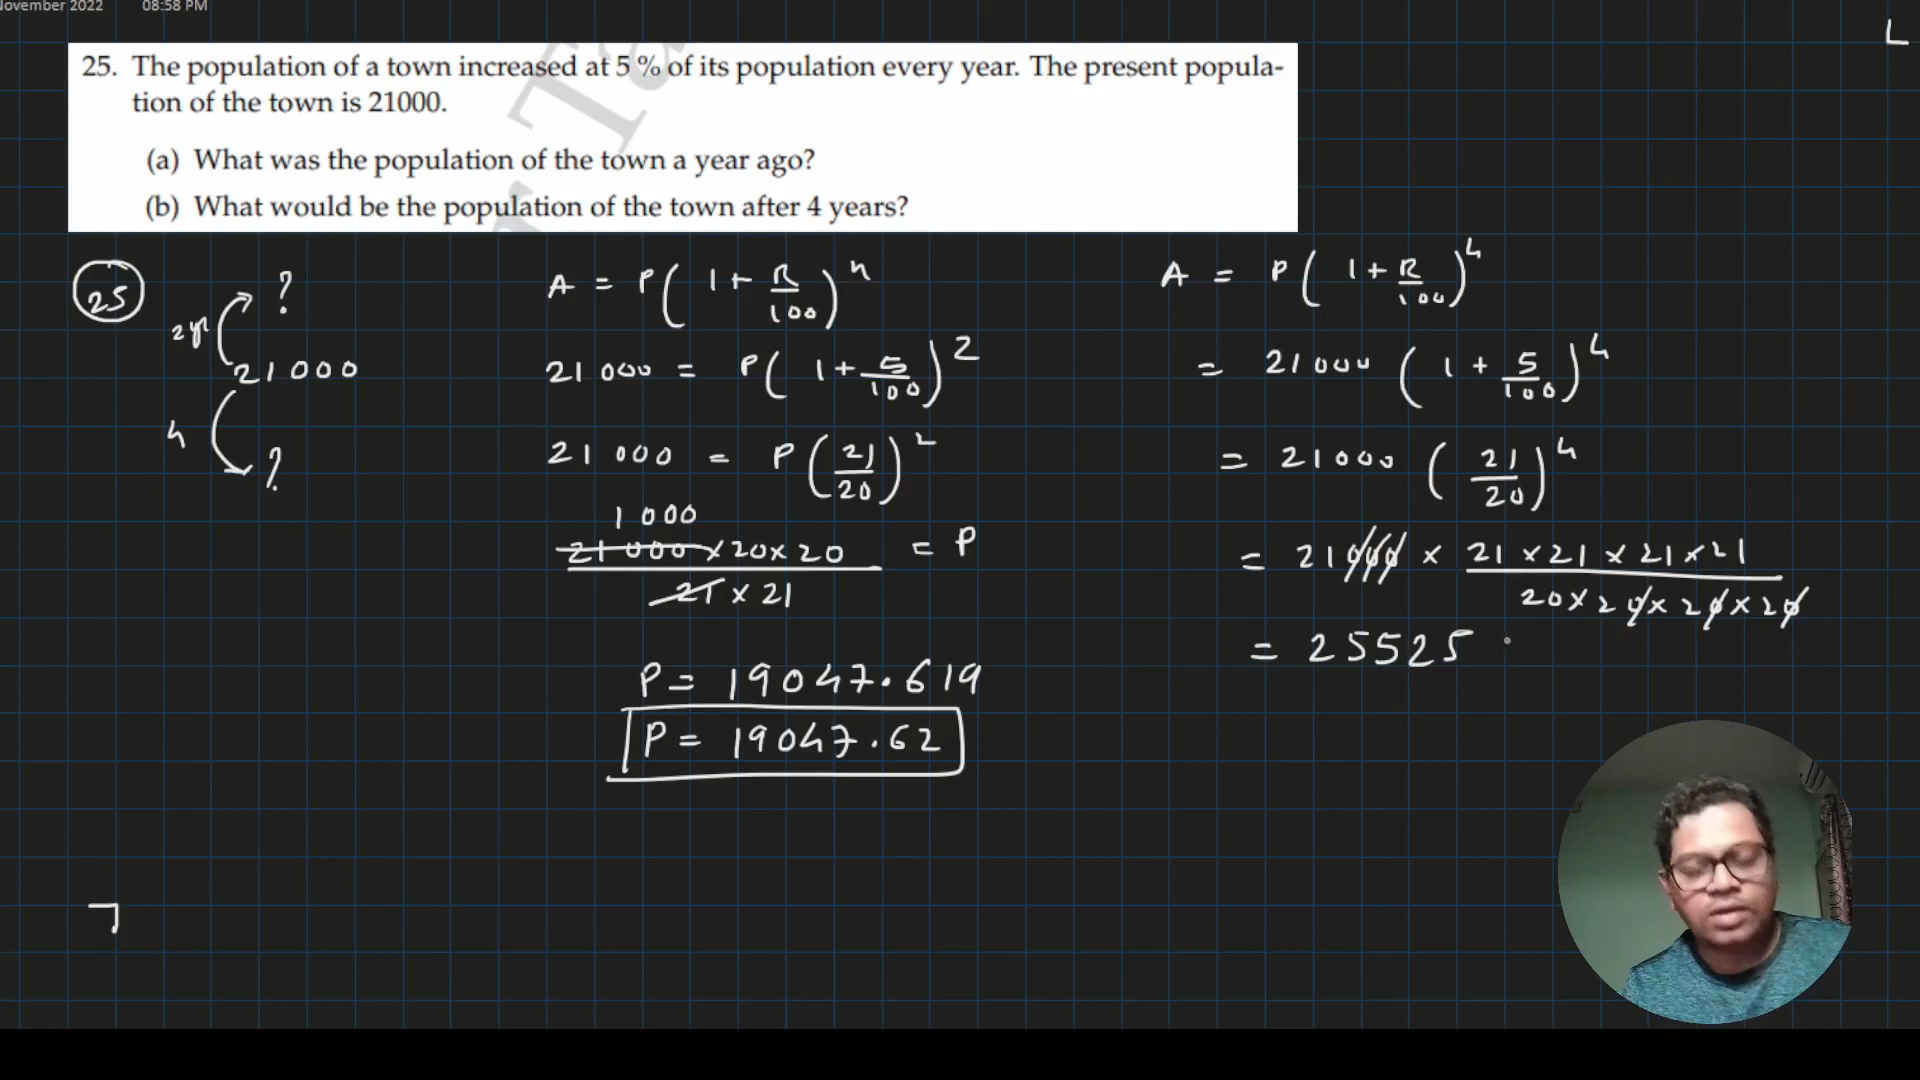 November 2022 08:58 PM
25. The population of a town increased at 5 % of its population every year. The present popula-
tion of the town is 21000.
(a) What was the population of the town a year ago?
(b) What would be the population of the town after 4 years?
25
?
2 yr
21000
4
?
A = P(1 + R/100)^n
21000 = P(1 + 5/100)^2
21000 = P(21/20)^2
1000
21000 x 20 x 20 / 21 x 21 = P
P = 19047.619
P = 19047.62
A = P(1 + R/100)^4
= 21000 (1 + 5/100)^4
= 21000 (21/20)^4
= 21000 x 21 x 21 x 21 x 21 / 20 x 20 x 20 x 20
= 25525 .